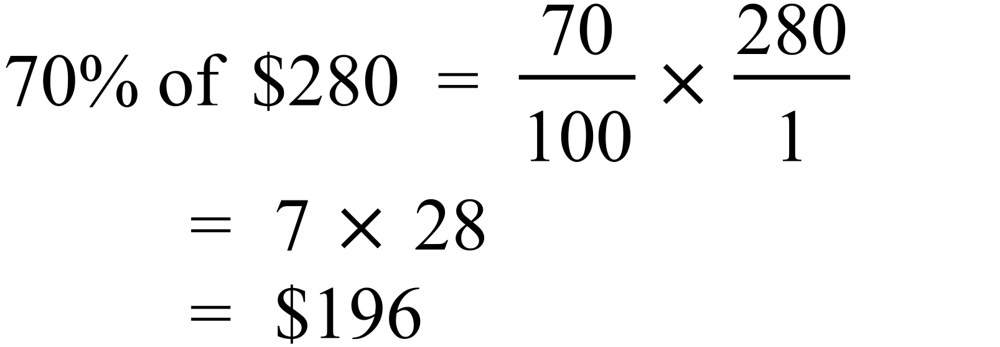 70% of $280 = 70/100 × 280/1
= 7 × 28
= $196